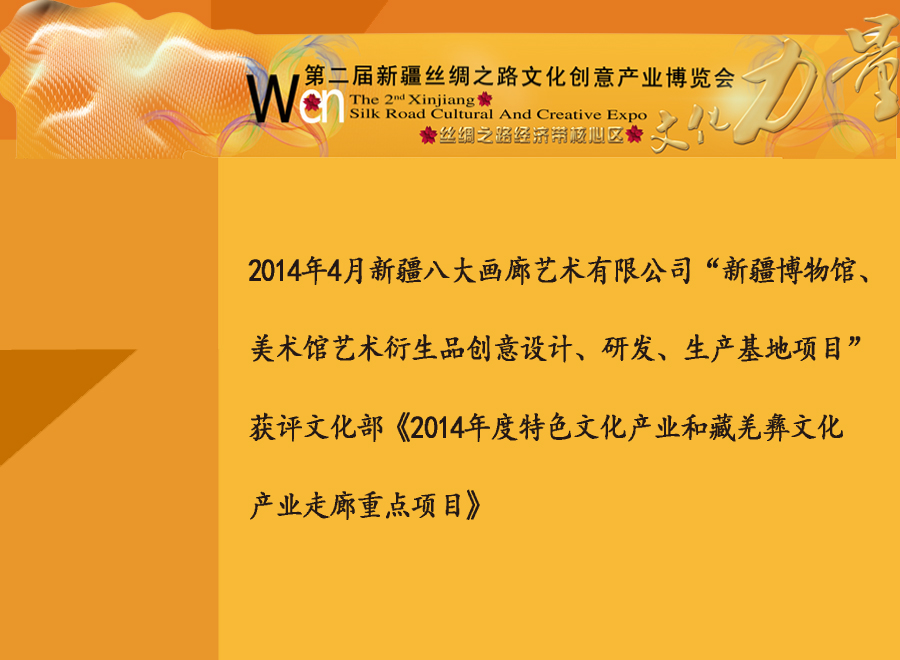 第二届新疆丝绸之路文化创意产业博览会
Wcn
The 2nd Xinjiang
Silk Road Cultural And Creative Expo
丝绸之路经济带核心区
文化力量
2014年4月新疆八大画廊艺术有限公司“新疆博物馆、
美术馆艺术衍生品创意设计、研发、生产基地项目”
获评文化部《2014年度特色文化产业和藏羌彝文化
产业走廊重点项目》